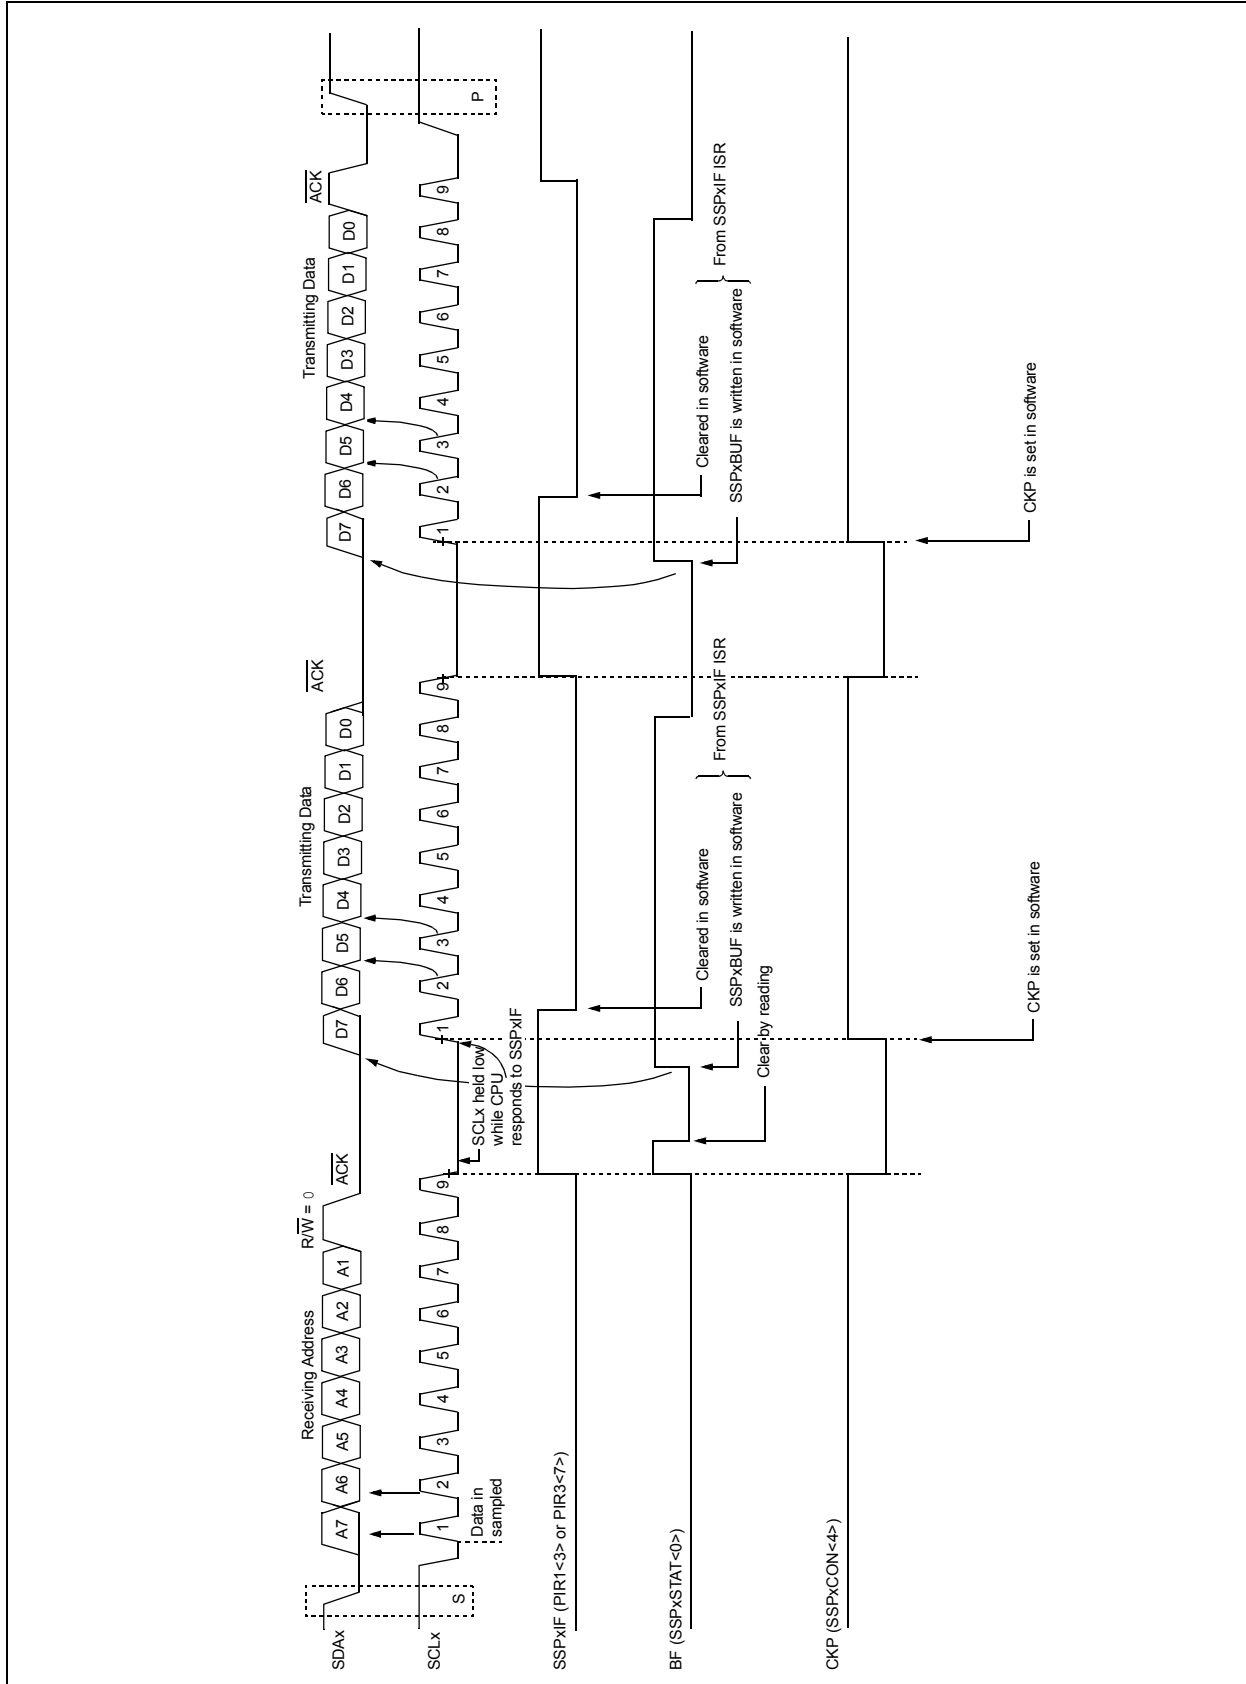 Receiving Address
R/W = 0
ACK
Transmitting Data
ACK
Transmitting Data
ACK
SDAx
A7 A6 A5 A4 A3 A2 A1
D7 D6 D5 D4 D3 D2 D1 D0
D7 D6 D5 D4 D3 D2 D1 D0
SCLx
S
1 2 3 4 5 6 7 8 9
1 2 3 4 5 6 7 8 9
1 2 3 4 5 6 7 8 9
P
Data in
sampled
SCLx held low
while CPU
responds to SSPxIF
SSPxIF (PIR1<3> or PIR3<7>)
Cleared in software
Cleared in software
BF (SSPxSTAT<0>)
From SSPxIF ISR
From SSPxIF ISR
SSPxBUF is written in software
SSPxBUF is written in software
Clear by reading
CKP (SSPxCON<4>)
CKP is set in software
CKP is set in software